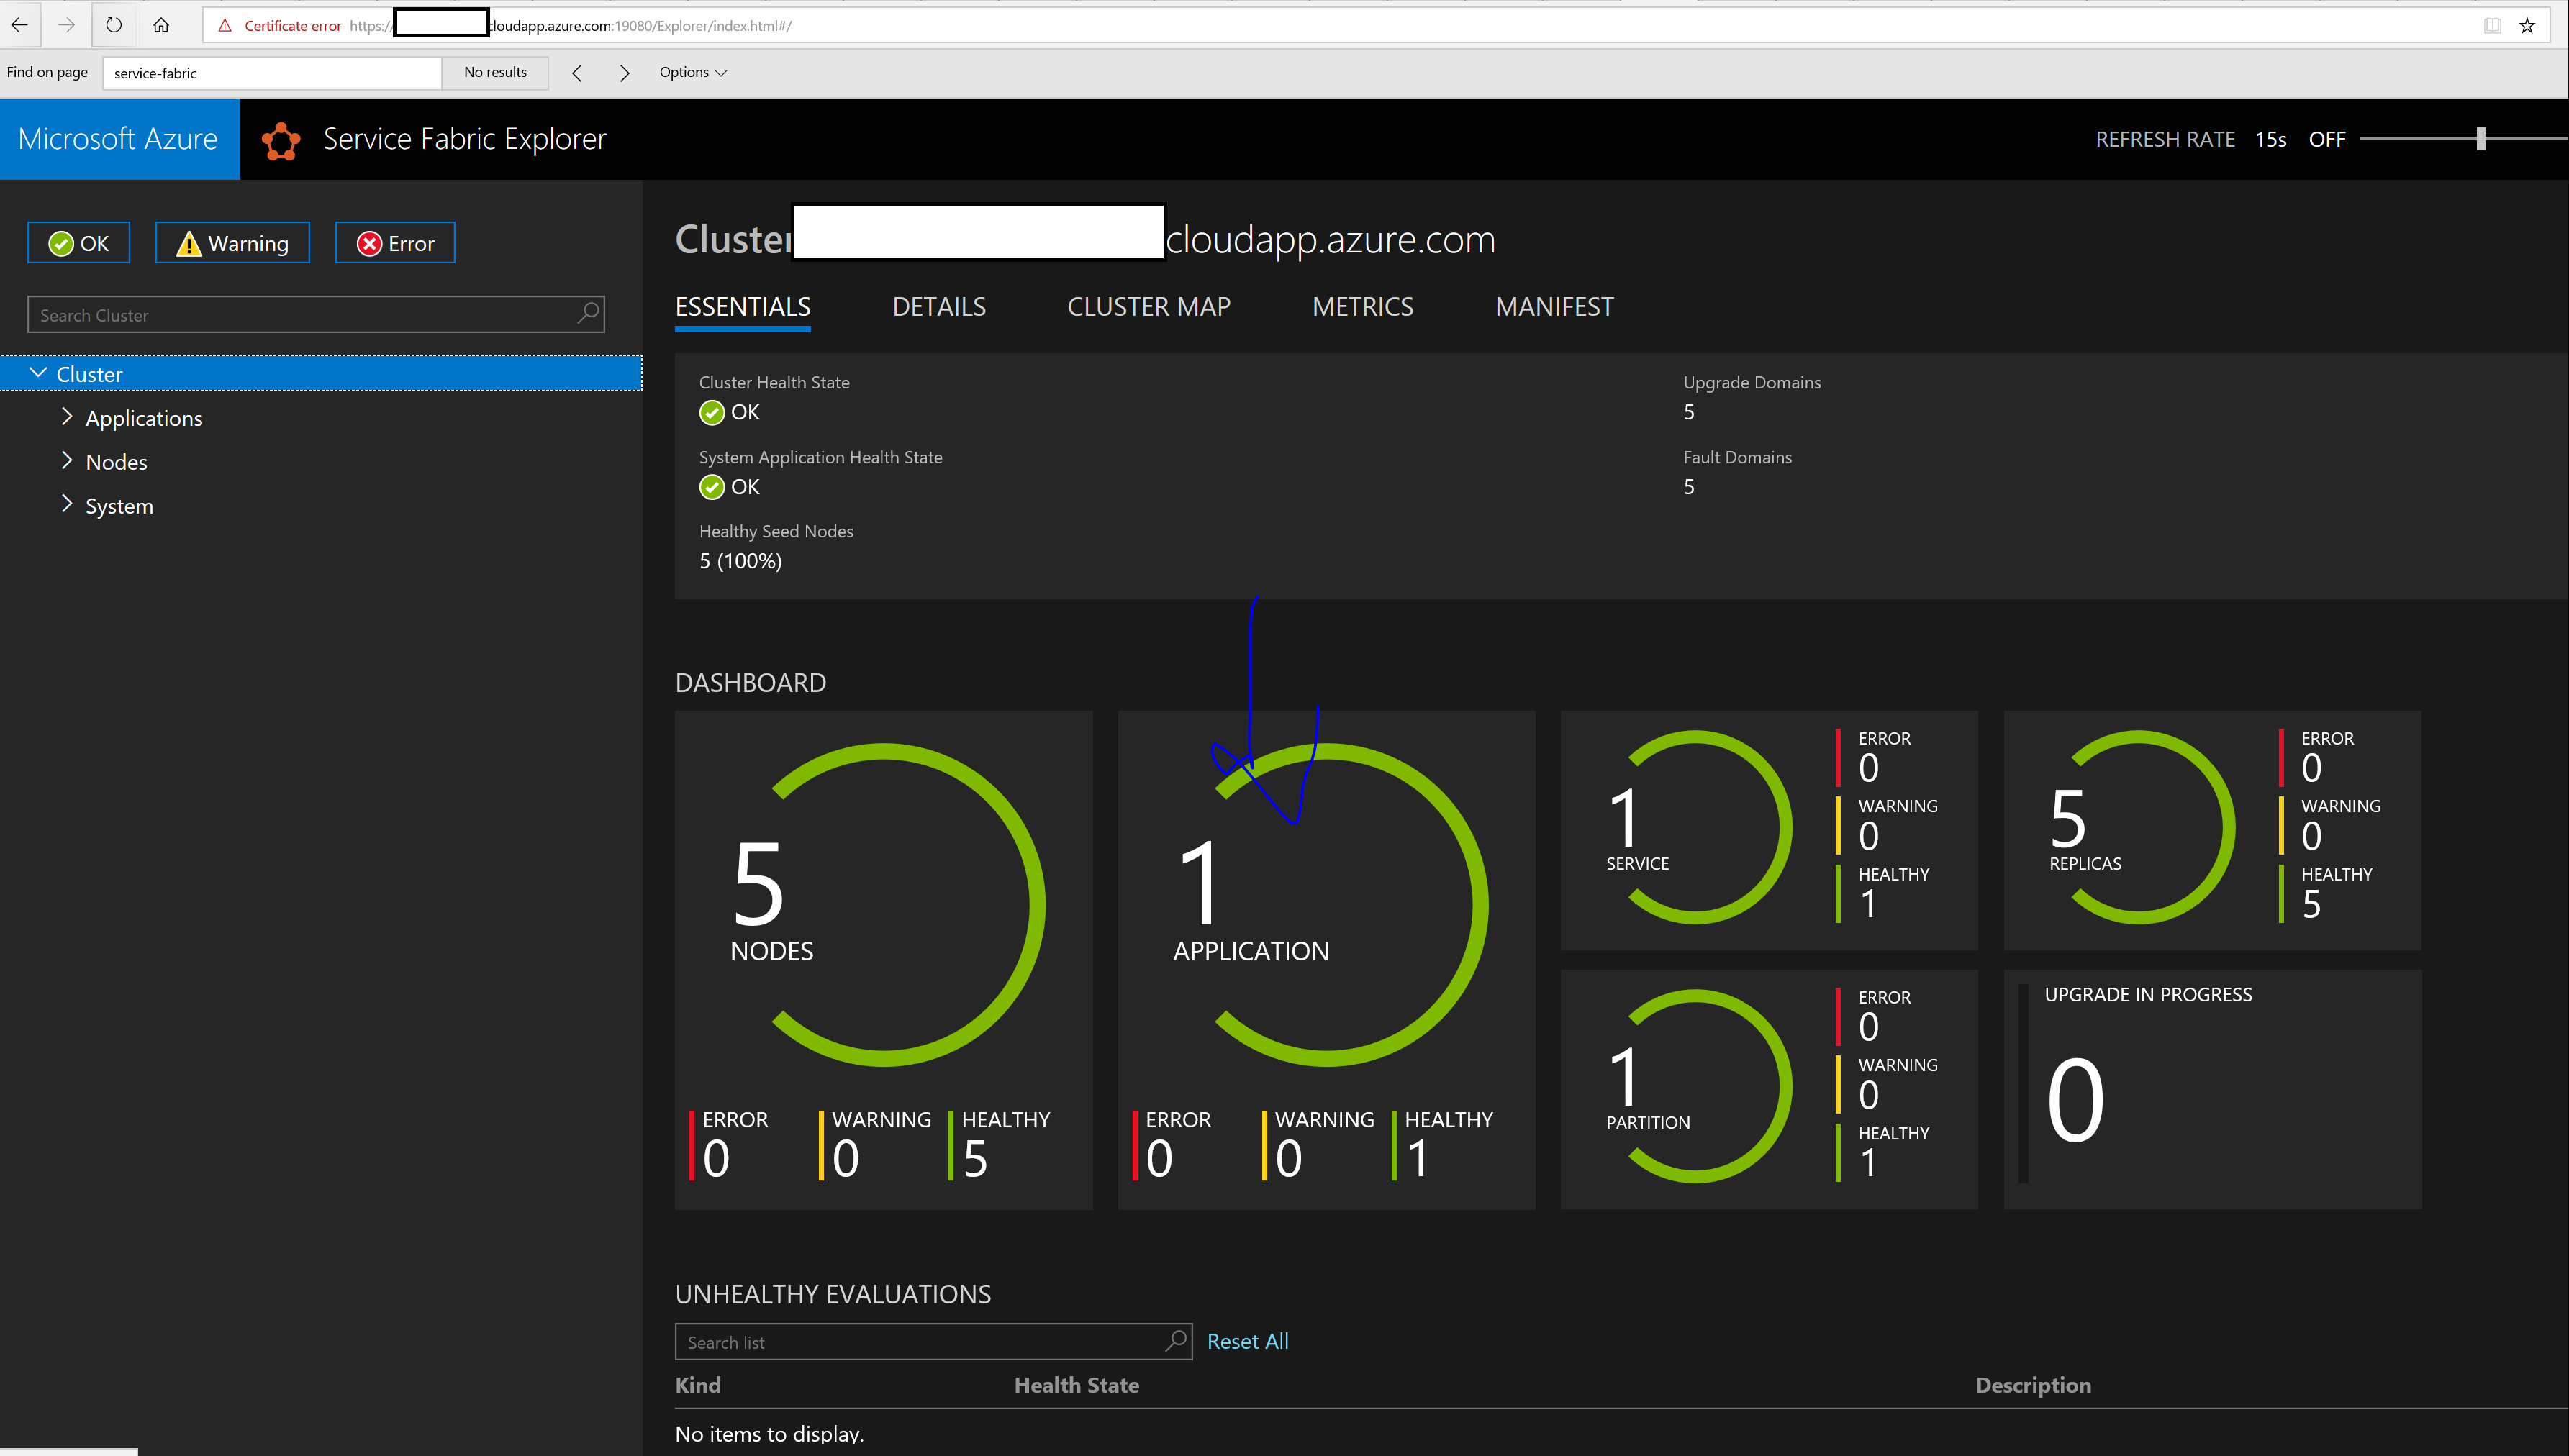 Certificate error https:// cloudapp.azure.com:19080/Explorer/index.html#/
Find on page service-fabric No results Options
Microsoft Azure Service Fabric Explorer REFRESH RATE 15s OFF
OK Warning Error
Search Cluster
Cluster
Applications
Nodes
System
Cluster cloudapp.azure.com
ESSENTIALS DETAILS CLUSTER MAP METRICS MANIFEST
Cluster Health State
OK
System Application Health State
OK
Healthy Seed Nodes
5 (100%)
Upgrade Domains
5
Fault Domains
5
DASHBOARD
5
NODES
ERROR WARNING HEALTHY
0 0 5
1
APPLICATION
ERROR WARNING HEALTHY
0 0 1
1
SERVICE
ERROR
0
WARNING
0
HEALTHY
1
5
REPLICAS
ERROR
0
WARNING
0
HEALTHY
5
1
PARTITION
ERROR
0
WARNING
0
HEALTHY
1
UPGRADE IN PROGRESS
0
UNHEALTHY EVALUATIONS
Search list Reset All
Kind Health State Description
No items to display.